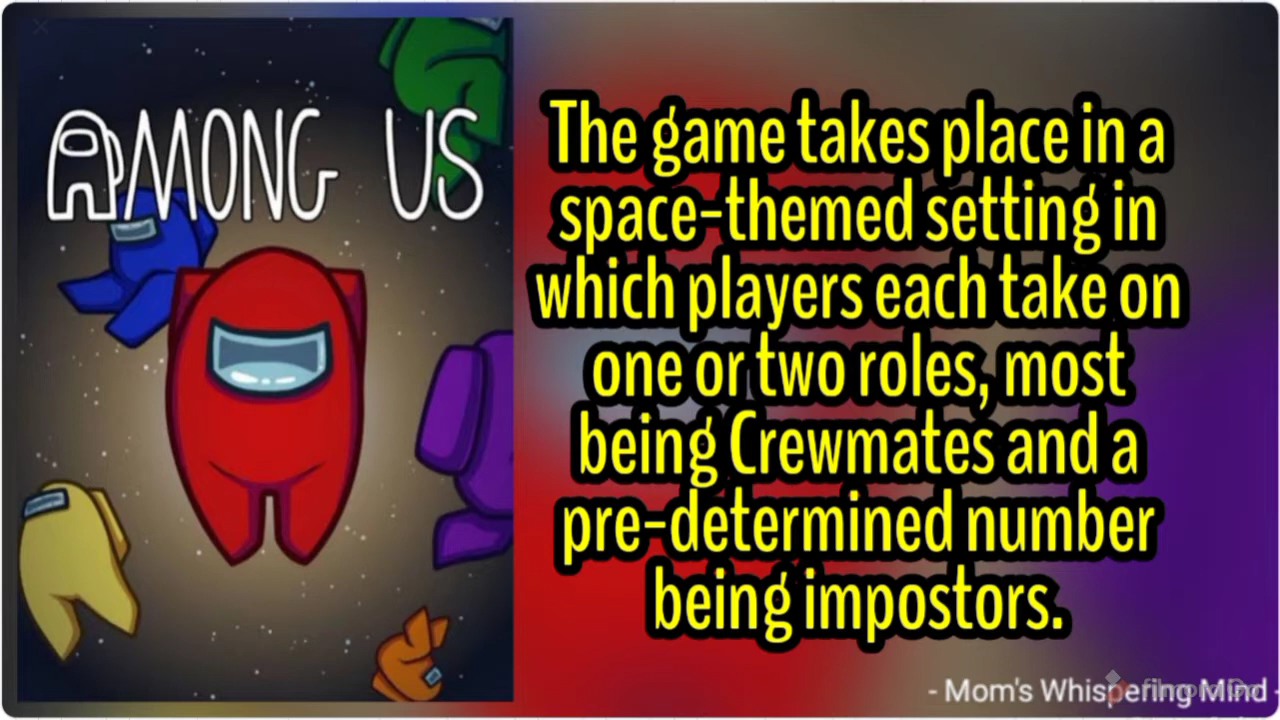 AMONG US
The game takes place in a
space-themed setting in
which players each take on
one or two roles, most
being Crewmates and a
pre-determined number
being impostors.
- Mom's Whispering Mind -